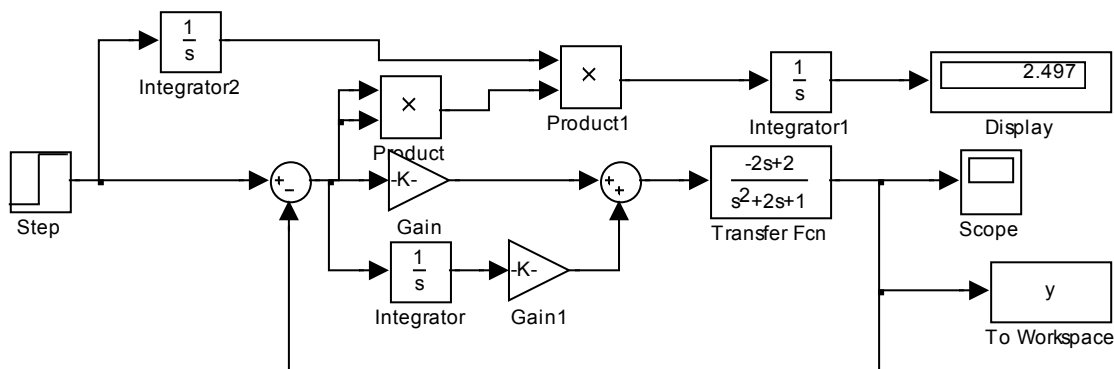 1
s
Integrator2
×
Product
×
Product1
1
s
Integrator1
2.497
Display
Step
+
−
-K-
Gain
1
s
Integrator
-K-
Gain1
+
+
-2s+2
s2+2s+1
Transfer Fcn
Scope
y
To Workspace